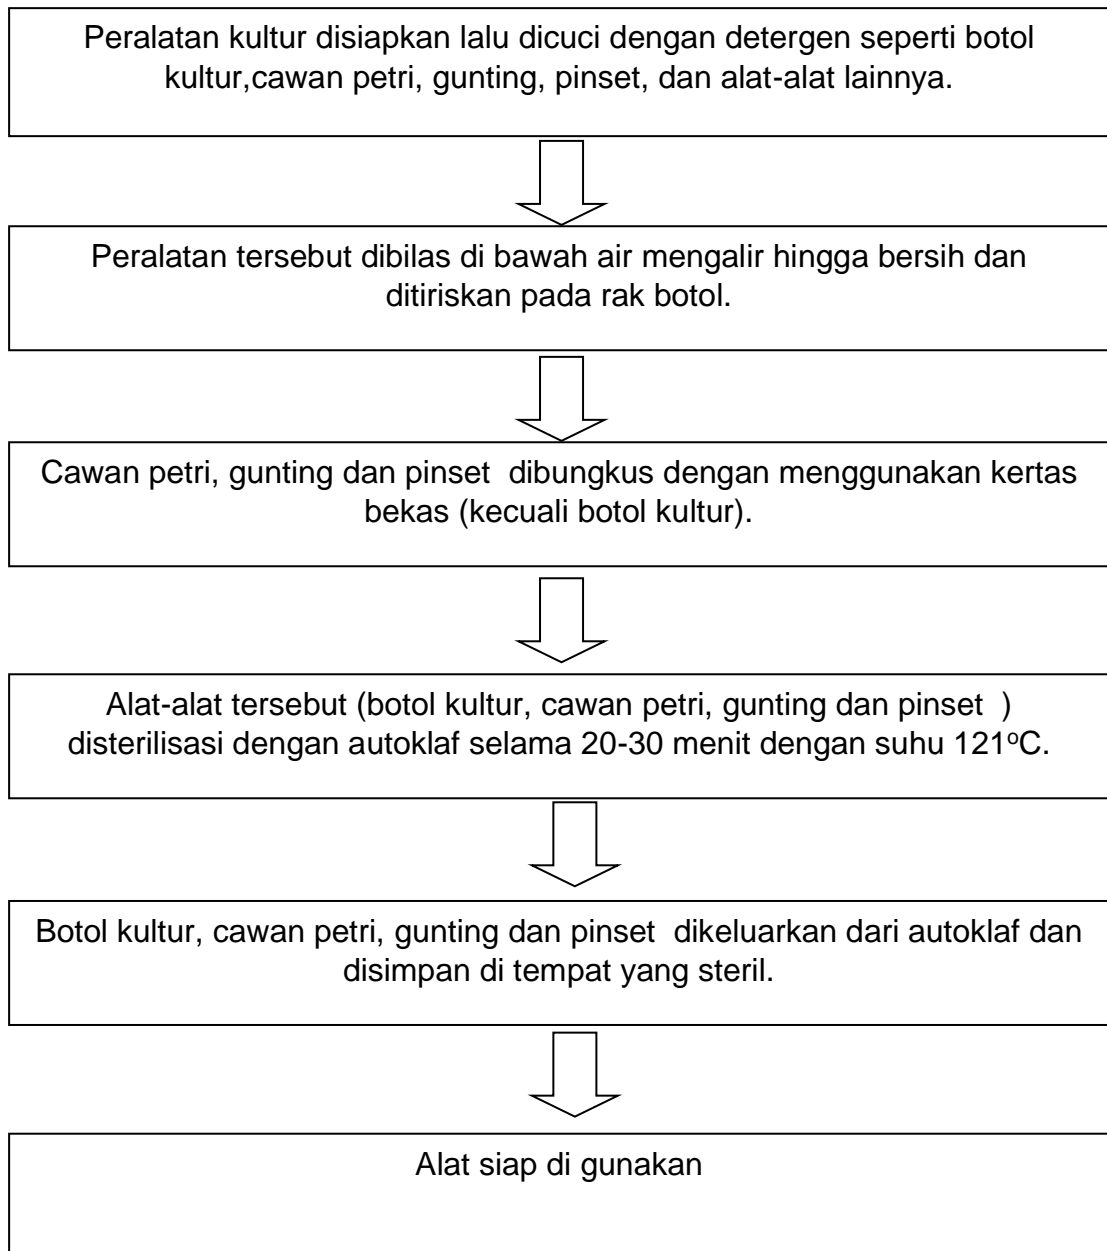 Peralatan kultur disiapkan lalu dicuci dengan detergen seperti botol
kultur,cawan petri, gunting, pinset, dan alat-alat lainnya.
Peralatan tersebut dibilas di bawah air mengalir hingga bersih dan
ditiriskan pada rak botol.
Cawan petri, gunting dan pinset  dibungkus dengan menggunakan kertas
bekas (kecuali botol kultur).
Alat-alat tersebut (botol kultur, cawan petri, gunting dan pinset  )
disterilisasi dengan autoklaf selama 20-30 menit dengan suhu 121°C.
Botol kultur, cawan petri, gunting dan pinset  dikeluarkan dari autoklaf dan
disimpan di tempat yang steril.
Alat siap di gunakan